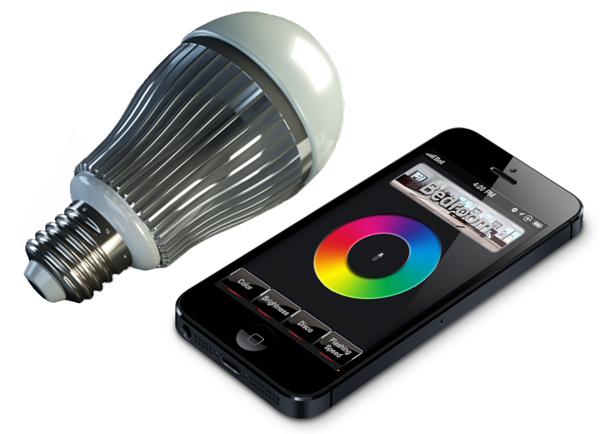 Bell
4:20 PM
Bedroom
Color
Brightness
Disco
Flashing
Speed